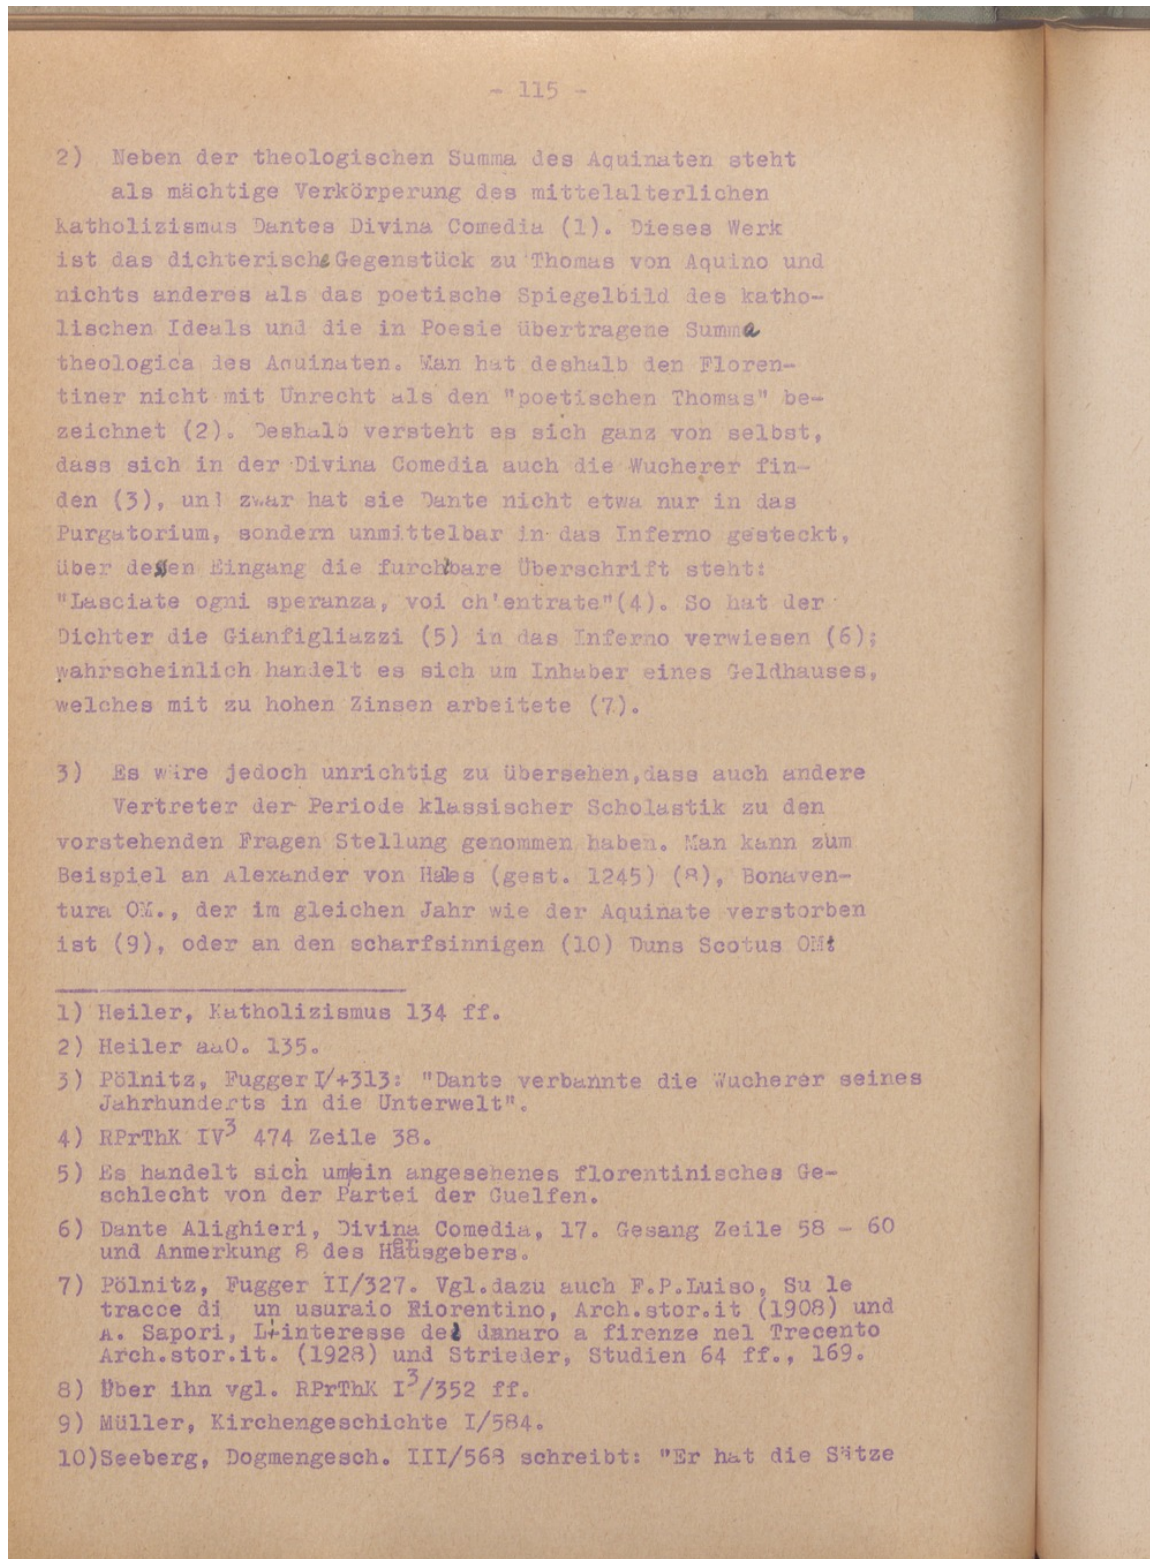 - 115 -
2) Neben der theologischen Summa des Aquinaten steht
als mächtige Verkörperung des mittelalterlichen
Katholizismus Dantes Divina Comedia (1). Dieses Werk
ist das dichterische Gegenstück zu Thomas von Aquino und
nichts anderes als das poetische Spiegelbild des katho-
lischen Ideals und die in Poesie übertragene Summa
theologica des Aquinaten. Man hat deshalb den Floren-
tiner nicht mit Unrecht als den "poetischen Thomas" be-
zeichnet (2). Deshalb versteht es sich ganz von selbst,
dass sich in der Divina Comedia auch die Wucherer fin-
den (3), und zwar hat sie Dante nicht etwa nur in das
Purgatorium, sondern unmittelbar in das Inferno gesteckt,
über dessen Eingang die furchtbare Überschrift steht:
"Lasciate ogni speranza, voi ch'entrate"(4). So hat der
Dichter die Gianfigliazzi (5) in das Inferno verwiesen (6);
wahrscheinlich handelt es sich um Inhaber eines Geldhauses,
welches mit zu hohen Zinsen arbeitete (7).
3) Es wäre jedoch unrichtig zu übersehen,dass auch andere
Vertreter der Periode klassischer Scholastik zu den
vorstehenden Fragen Stellung genommen haben. Man kann zum
Beispiel an Alexander von Hales (gest. 1245) (8), Bonaven-
tura OM., der im gleichen Jahr wie der Aquinate verstorben
ist (9), oder an den scharfsinnigen (10) Duns Scotus OM:
1) Heiler, Katholizismus 134 ff.
2) Heiler aaO. 135.
3) Pölnitz, Fugger I/+313: "Dante verbannte die Wucherer seines
Jahrhunderts in die Unterwelt".
4) RPrThK IV³ 474 Zeile 38.
5) Es handelt sich um ein angesehenes florentinisches Ge-
schlecht von der Partei der Guelfen.
6) Dante Alighieri, Divina Comedia, 17. Gesang Zeile 58 - 60
und Anmerkung 8 des Hausgebers.
7) Pölnitz, Fugger II/327. Vgl.dazu auch F.P.Luiso, Su le
tracce di un usuraio Fiorentino, Arch.stor.it (1908) und
A. Sapori, L'interesse del danaro a firenze nel Trecento
Arch.stor.it. (1928) und Strieder, Studien 64 ff., 169.
8) Über ihn vgl. RPrThK I³/352 ff.
9) Müller, Kirchengeschichte I/584.
10)Seeberg, Dogmengesch. III/568 schreibt: "Er hat die Sätze